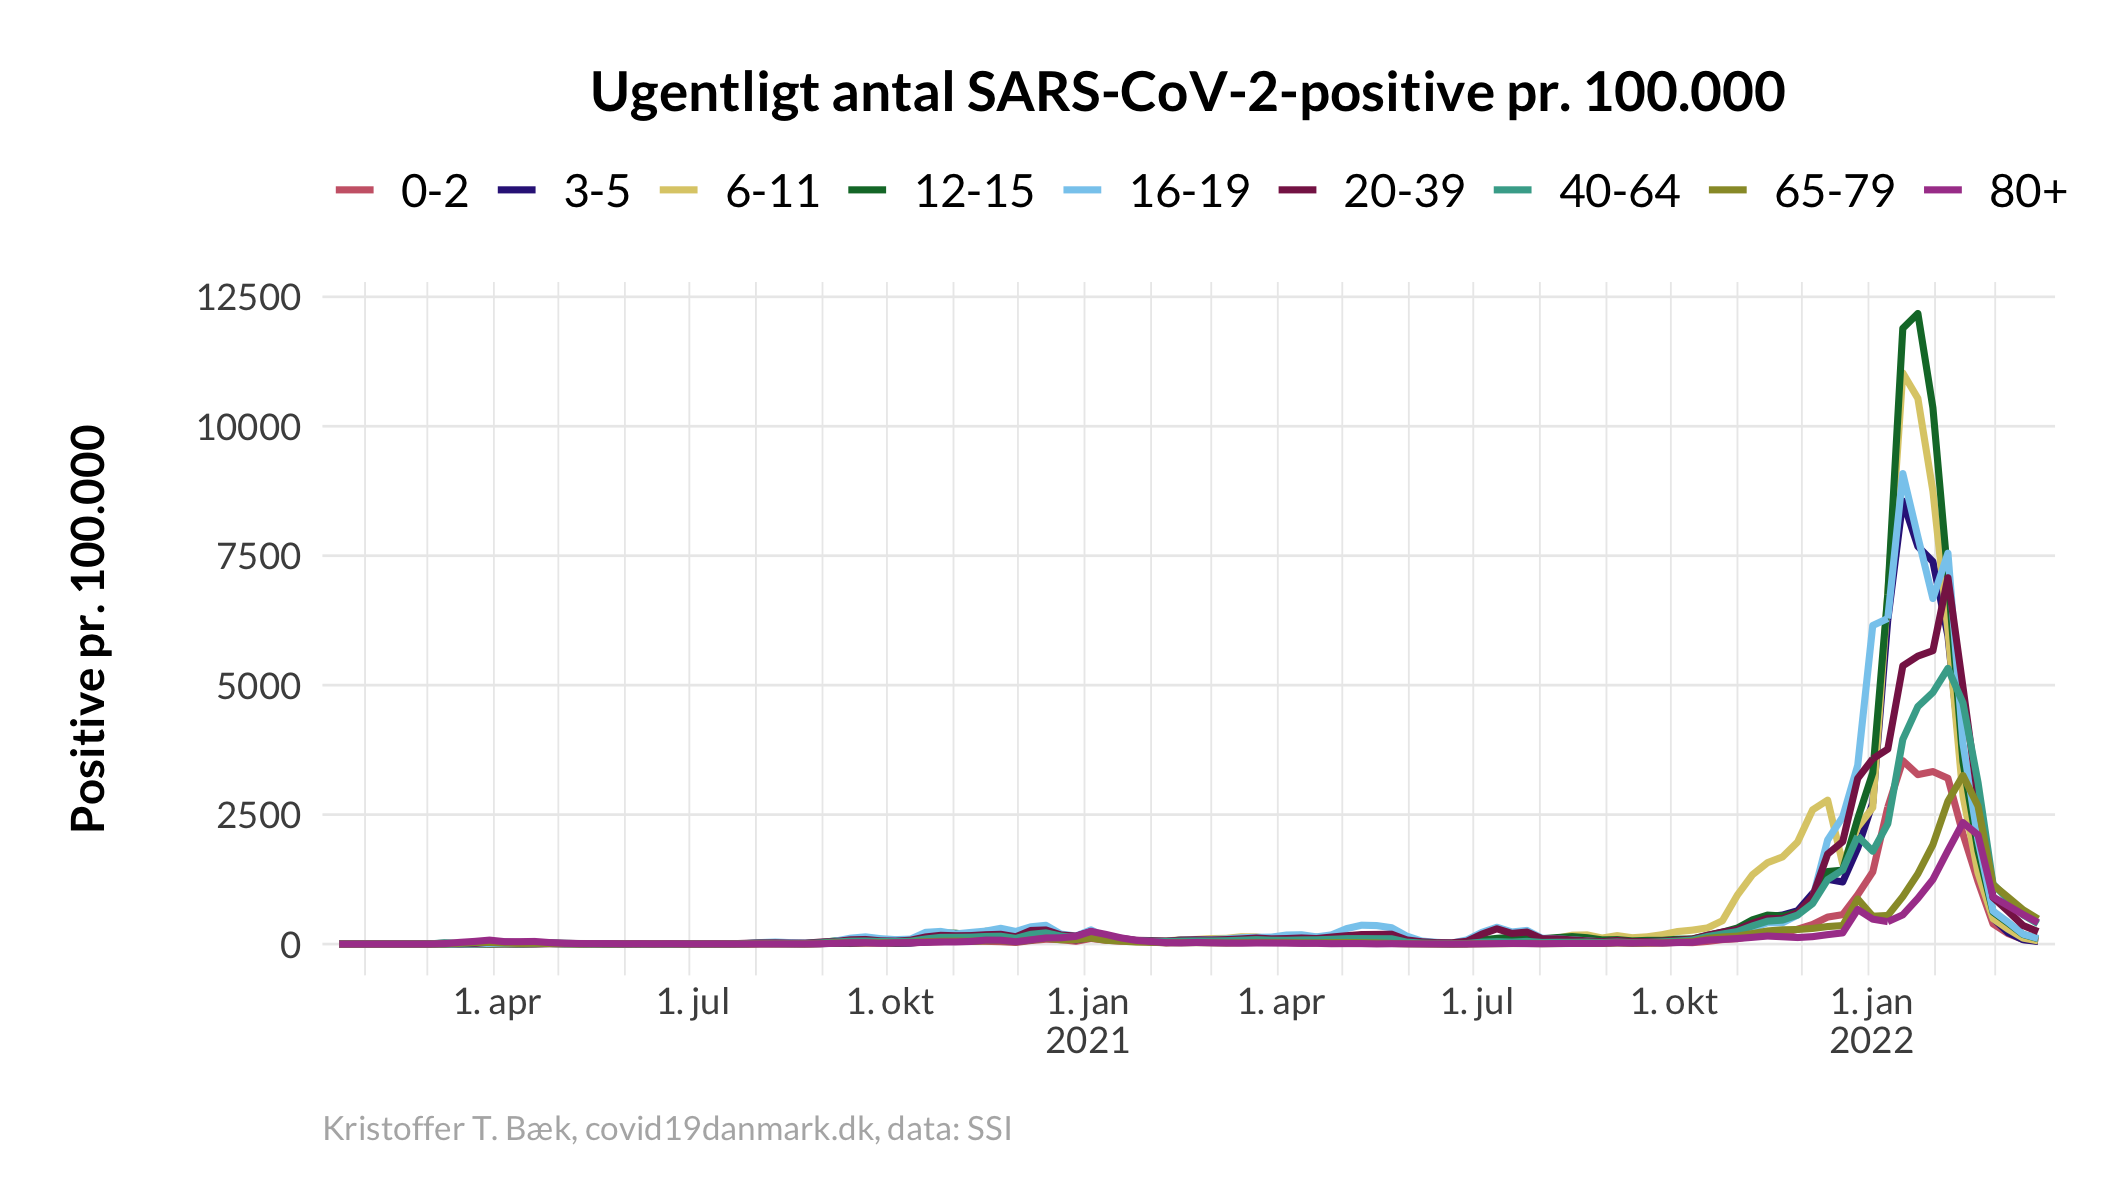 Ugentligt antal SARS-CoV-2-positive pr. 100.000
0-2 3-5 6-11 12-15 16-19 20-39 40-64 65-79 80+
Positive pr. 100.000
12500
10000
7500
5000
2500
0
1. apr 1. jul 1. okt 1. jan 1. apr 1. jul 1. okt 1. jan
2021 2022
Kristoffer T. Bæk, covid19danmark.dk, data: SSI